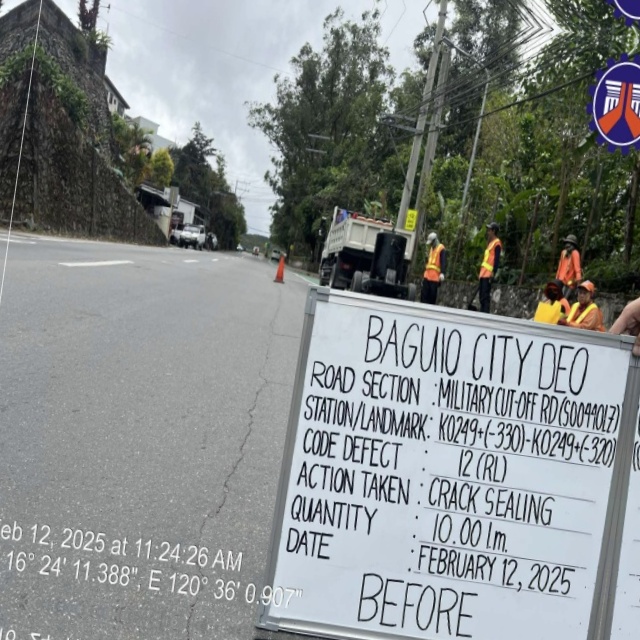 BAGUIO CITY DEO
ROAD SECTION : MILITARY CUT-OFF RD (S00991LZ)
STATION/LANDMARK : K0249+(-330)-K0249+(-320)
CODE DEFECT : 12 (RL)
ACTION TAKEN : CRACK SEALING
QUANTITY : 10.00 l.m.
DATE : FEBRUARY 12, 2025
BEFORE
eb 12, 2025 at 11:24:26 AM
16° 24' 11.388", E 120° 36' 0.907"